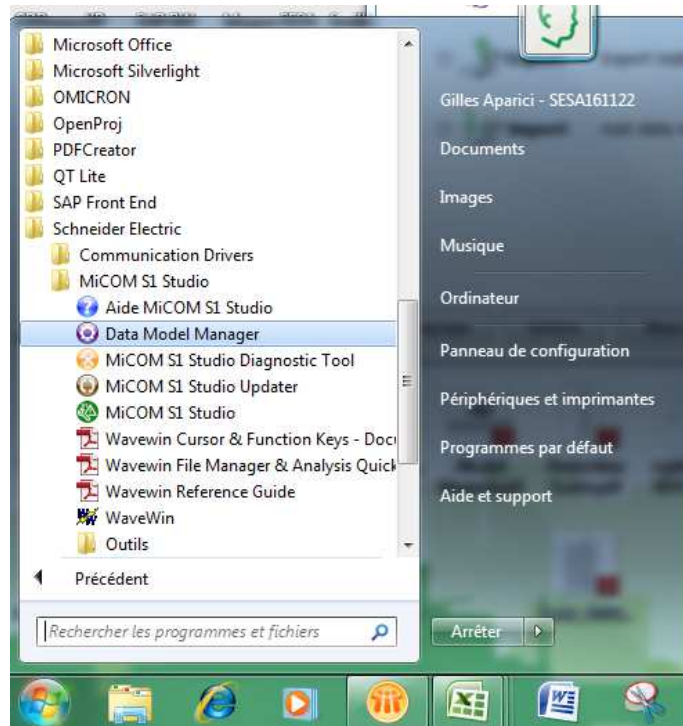 Microsoft Office
Microsoft Silverlight
OMICRON
OpenProj
PDFCreator
QT Lite
SAP Front End
Schneider Electric
Communication Drivers
MiCOM S1 Studio
Aide MiCOM S1 Studio
Data Model Manager
MiCOM S1 Studio Diagnostic Tool
MiCOM S1 Studio Updater
MiCOM S1 Studio
Wavewin Cursor & Function Keys - Docu
Wavewin File Manager & Analysis Quick
Wavewin Reference Guide
WaveWin
Outils
Précédent
Rechercher les programmes et fichiers
Gilles Aparici - SESA161122
Documents
Images
Musique
Ordinateur
Panneau de configuration
Périphériques et imprimantes
Programmes par défaut
Aide et support
Arrêter